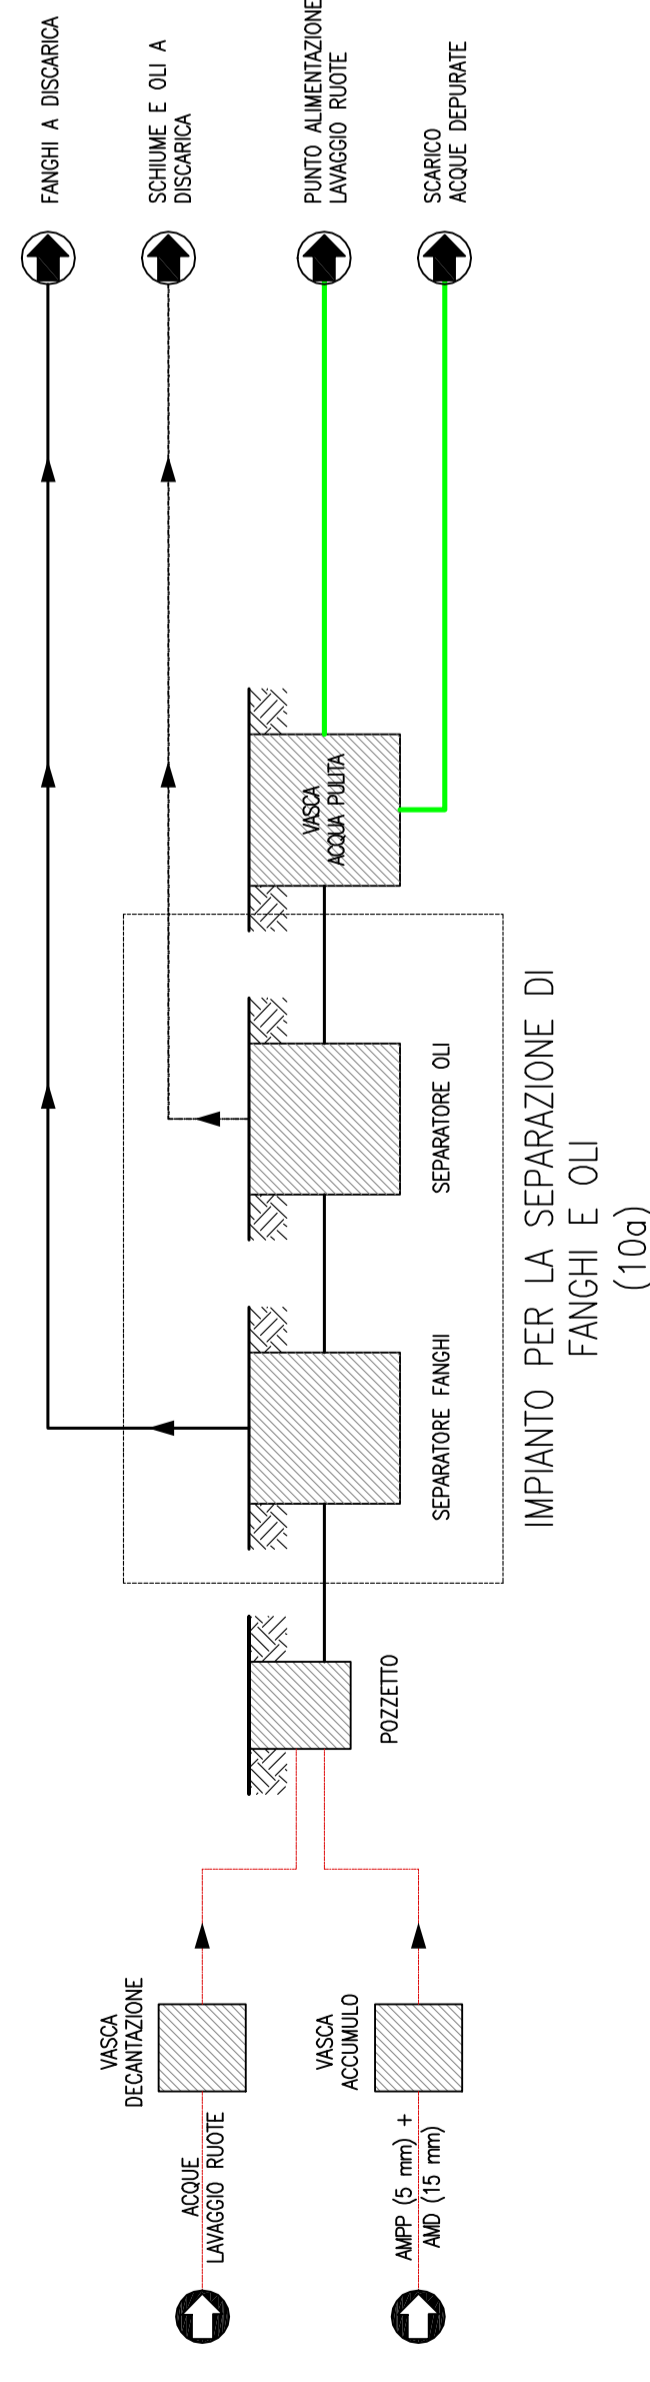 ACQUE
LAVAGGIO RUOTE
VASCA
DECANTAZIONE
AMPP (5 mm) +
AMD (15 mm)
VASCA
ACCUMULO
POZZETTO
SEPARATORE FANGHI
SEPARATORE OLI
IMPIANTO PER LA SEPARAZIONE DI
FANGHI E OLI
(10a)
VASCA
ACQUA PULITA
FANGHI A DISCARICA
SCHIUME E OLI A
DISCARICA
PUNTO ALIMENTAZIONE
LAVAGGIO RUOTE
SCARICO
ACQUE DEPURATE